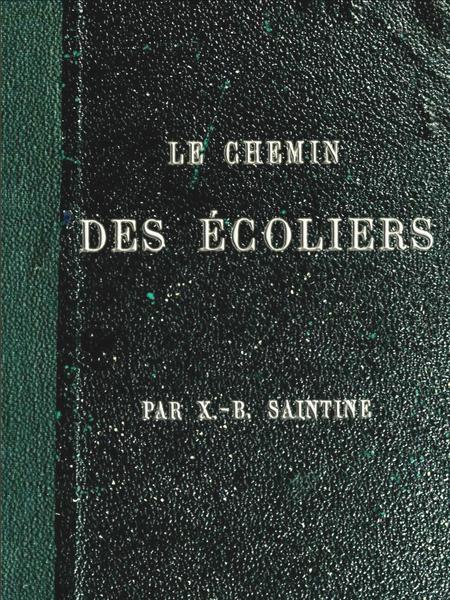 LE CHEMIN
DES ÉCOLIERS
PAR X.-B. SAINTINE